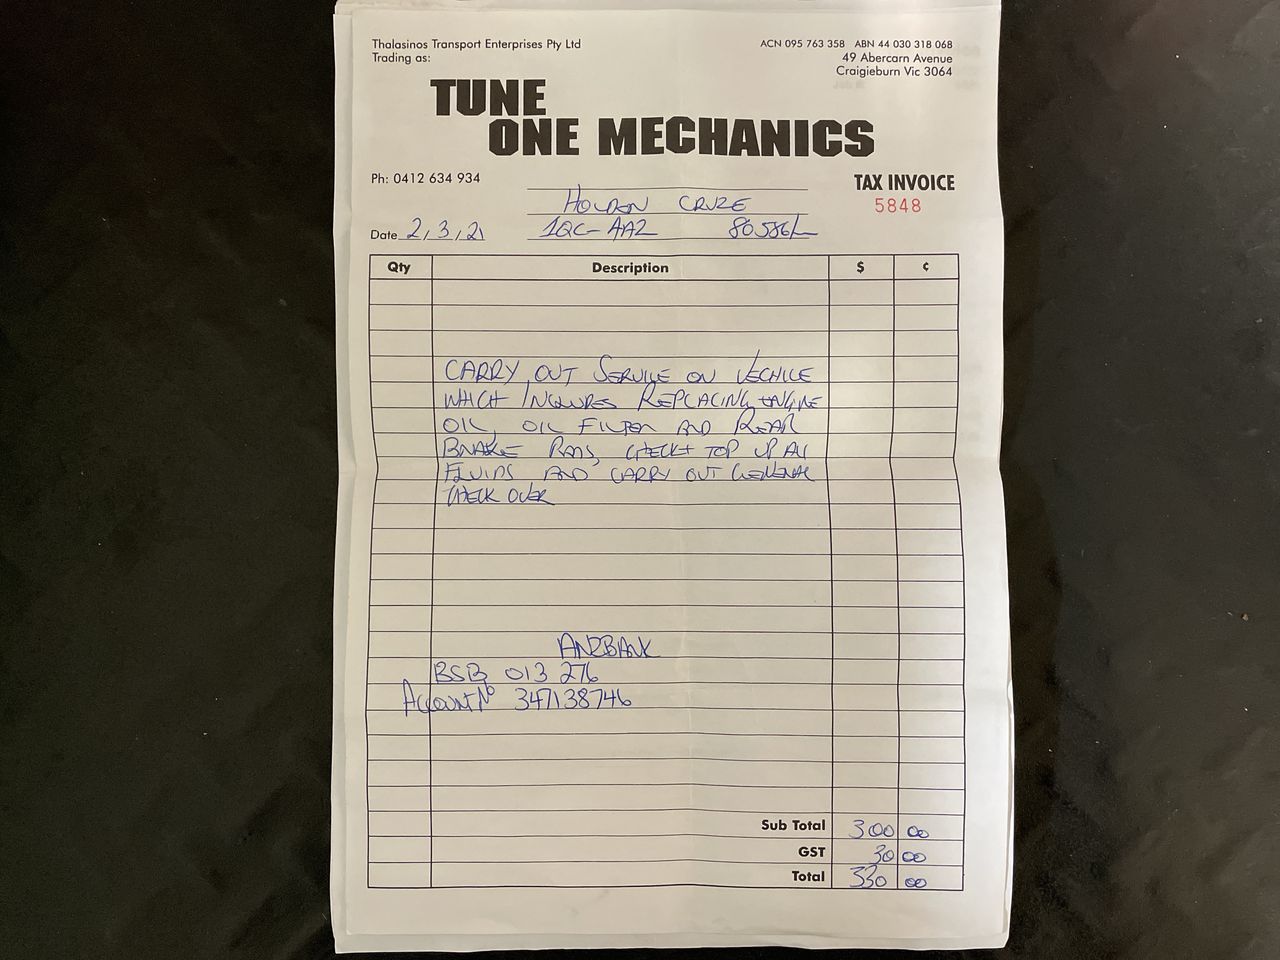 Thalasinos Transport Enterprises Pty Ltd
Trading as:
ACN 095 763 358 ABN 44 030 318 068
49 Abercarn Avenue
Craigieburn Vic 3064
TUNE
ONE MECHANICS
Ph: 0412 634 934
TAX INVOICE
5848
HOLDEN CRUZE
Date 2/3/21
1QC-AA2 80586
Qty Description $ ¢
CARRY OUT SERVICE ON VECHILE
WHICH INCLUDES REPLACING ENGINE
OIL, OIL FILTER AND REAR
BRAKE PADS, CHECK + TOP UP ALL
FLUIDS AND CARRY OUT GENERAL
CHECK OVER
ANZ BANK
BSB 013 276
Account No 347138746
Sub Total 300 00
GST 30 00
Total 330 00